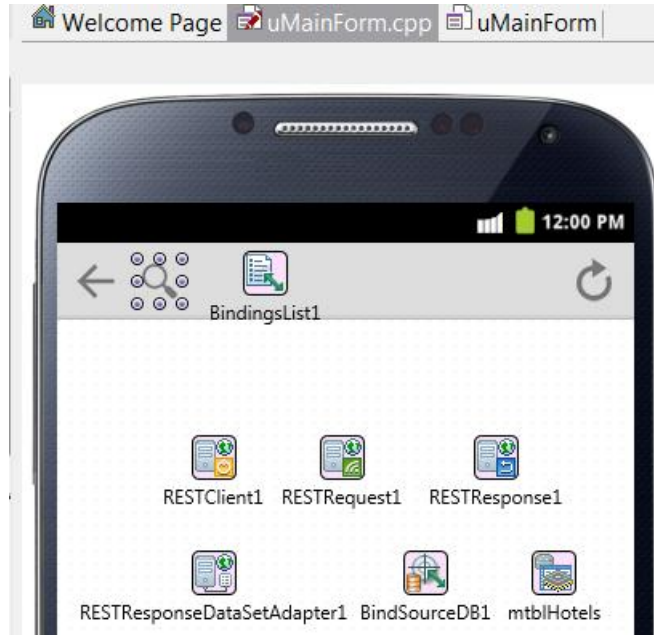 Welcome Page uMainForm.cpp uMainForm
12:00 PM
BindingsList1
RESTClient1 RESTRequest1 RESTResponse1
RESTResponseDataSetAdapter1 BindSourceDB1 mtblHotels